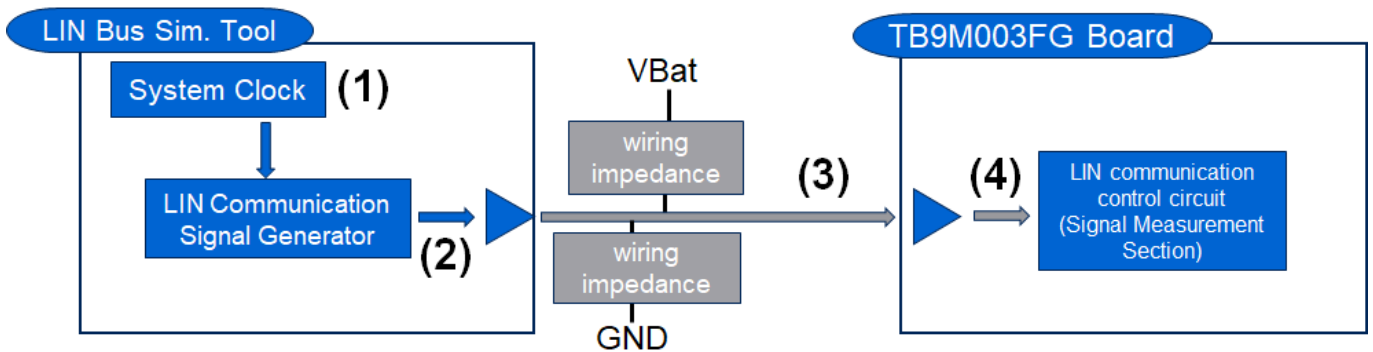 LIN Bus Sim. Tool
System Clock
(1)
LIN Communication
Signal Generator
(2)
VBat
wiring
impedance
wiring
impedance
GND
(3)
TB9M003FG Board
(4)
LIN communication
control circuit
(Signal Measurement
Section)